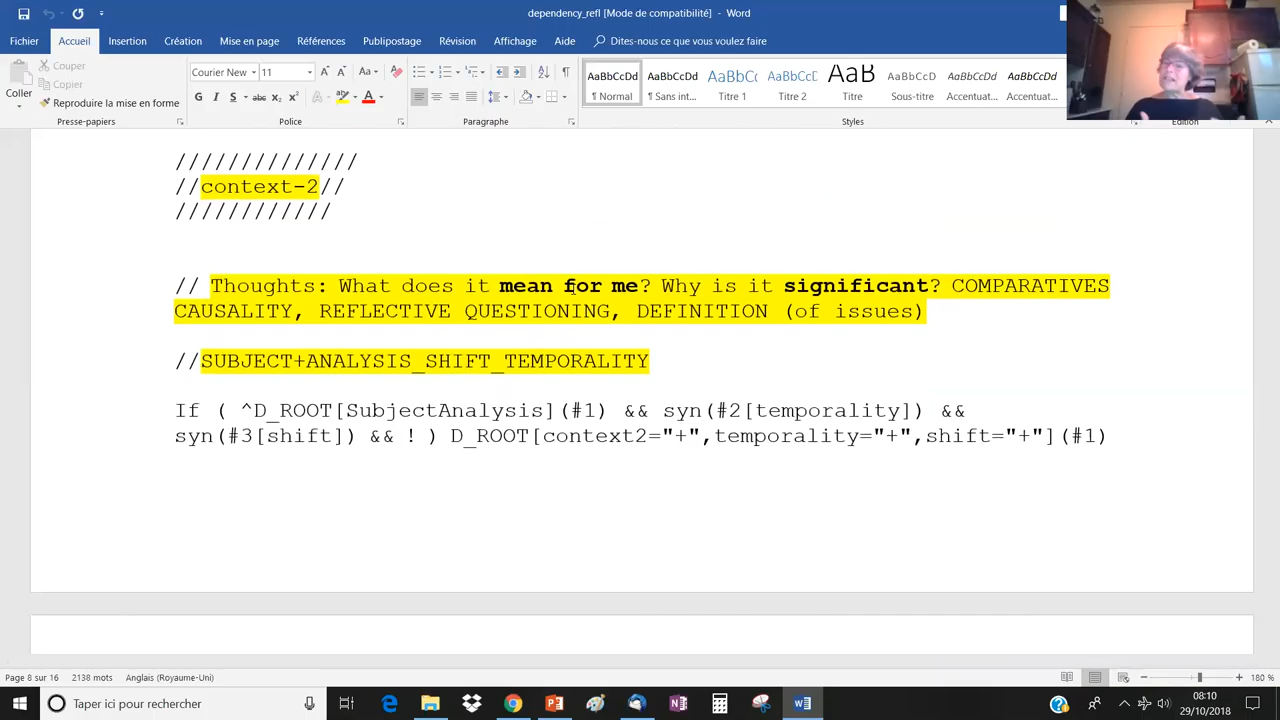 dependency_refl [Mode de compatibilité] - Word
Fichier Accueil Insertion Création Mise en page Références Publipostage Révision Affichage Aide Dites-nous ce que vous voulez faire
Coller
Couper
Copier
Reproduire la mise en forme
Presse-papiers
Courier New 11
G I S abc x₂ x²
Police
Paragraphe
AaBbCcDd AaBbCcDd AaBbCc AaBbCcD AaB AaBbCcD AaBbCcDd AaBbCcDd
¶ Normal ¶ Sans int... Titre 1 Titre 2 Titre Sous-titre Accentuat... Accentuat...
Styles
Édition
//////////////
//context-2//
////////////
// Thoughts: What does it mean for me? Why is it significant? COMPARATIVES
CAUSALITY, REFLECTIVE QUESTIONING, DEFINITION (of issues)
//SUBJECT+ANALYSIS_SHIFT_TEMPORALITY
If ( ^D_ROOT[SubjectAnalysis](#1) && syn(#2[temporality]) &&
syn(#3[shift]) && ! ) D_ROOT[context2="+",temporality="+",shift="+"](#1)
Page 8 sur 16 2138 mots Anglais (Royaume-Uni) 180 %
Taper ici pour rechercher
08:10
29/10/2018